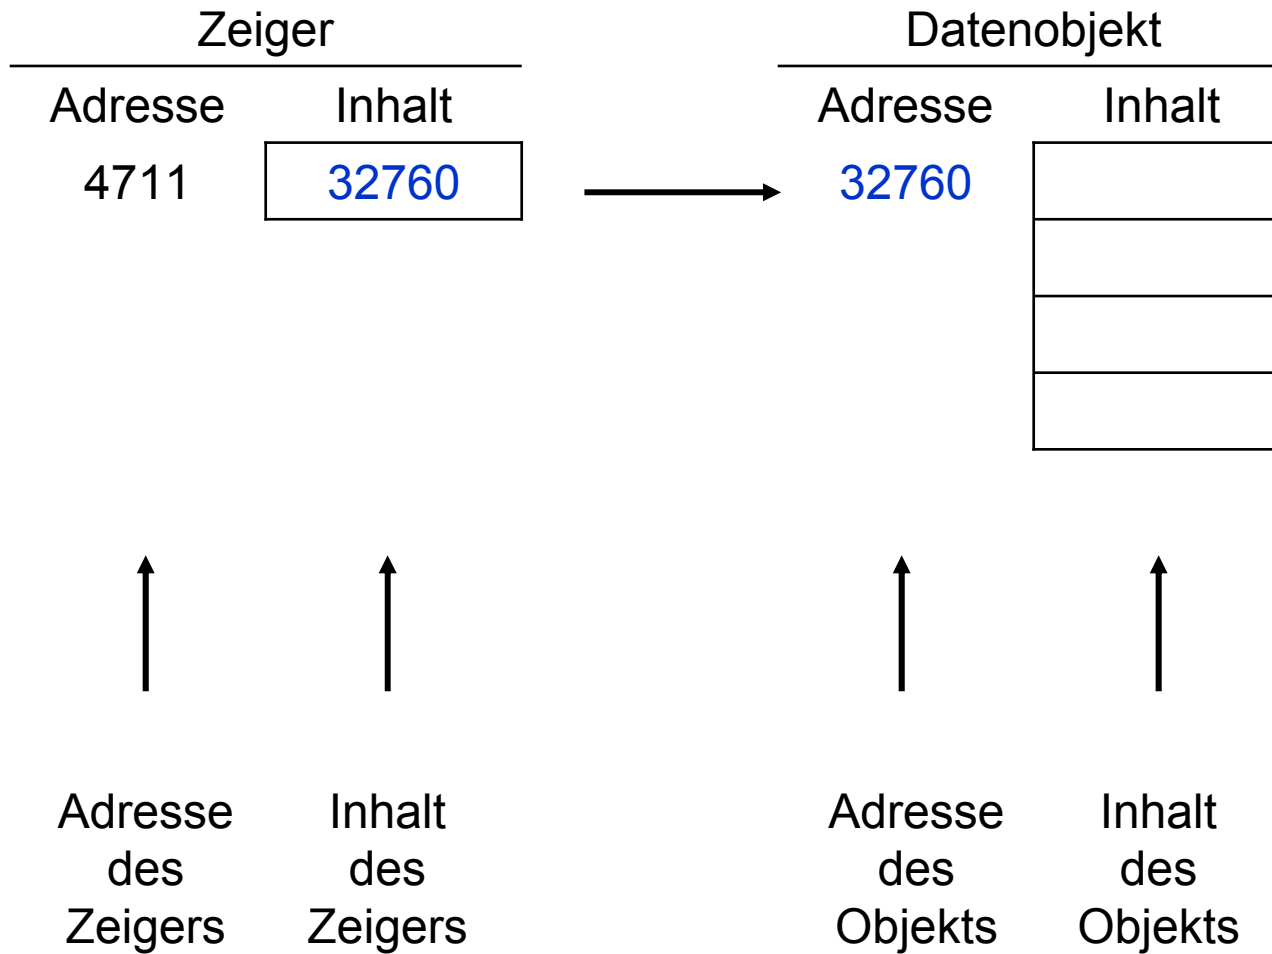 Zeiger
Datenobjekt
Adresse Inhalt
Adresse Inhalt
4711 32760
32760
Adresse
des
Zeigers
Inhalt
des
Zeigers
Adresse
des
Objekts
Inhalt
des
Objekts